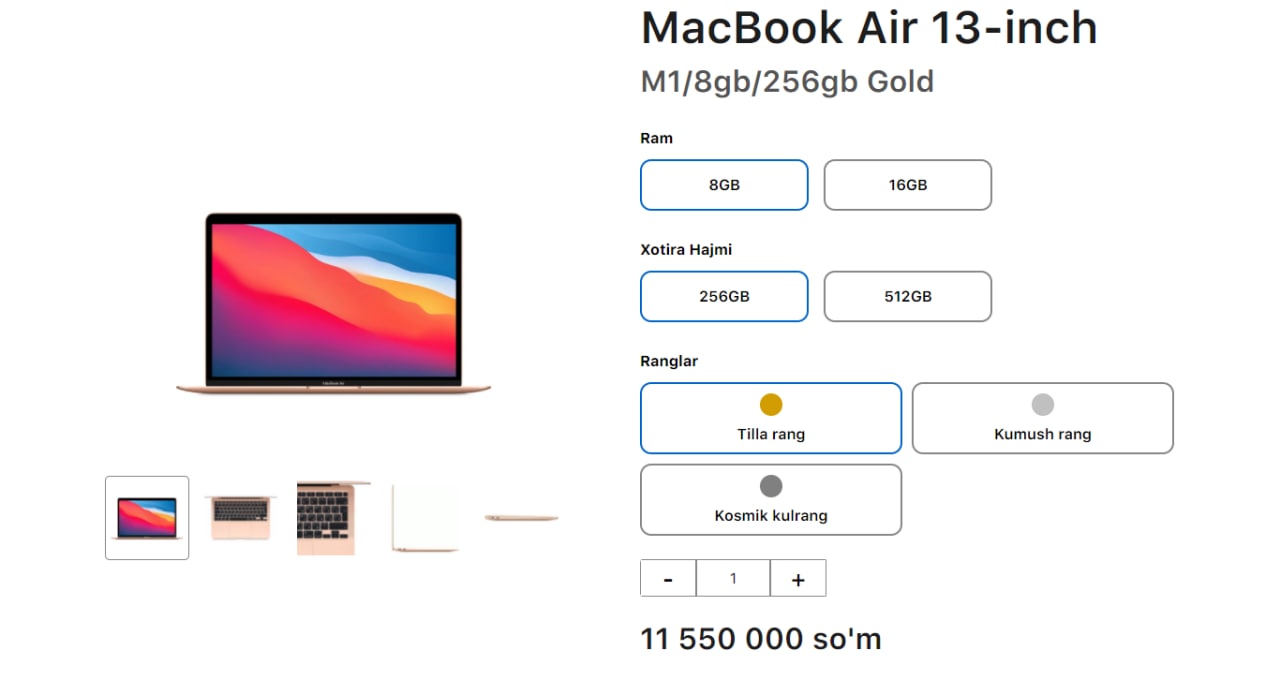 MacBook Air 13-inch
M1/8gb/256gb Gold
Ram
8GB
16GB
Xotira Hajmi
256GB
512GB
Ranglar
Tilla rang
Kumush rang
Kosmik kulrang
- 1 +
11 550 000 so'm